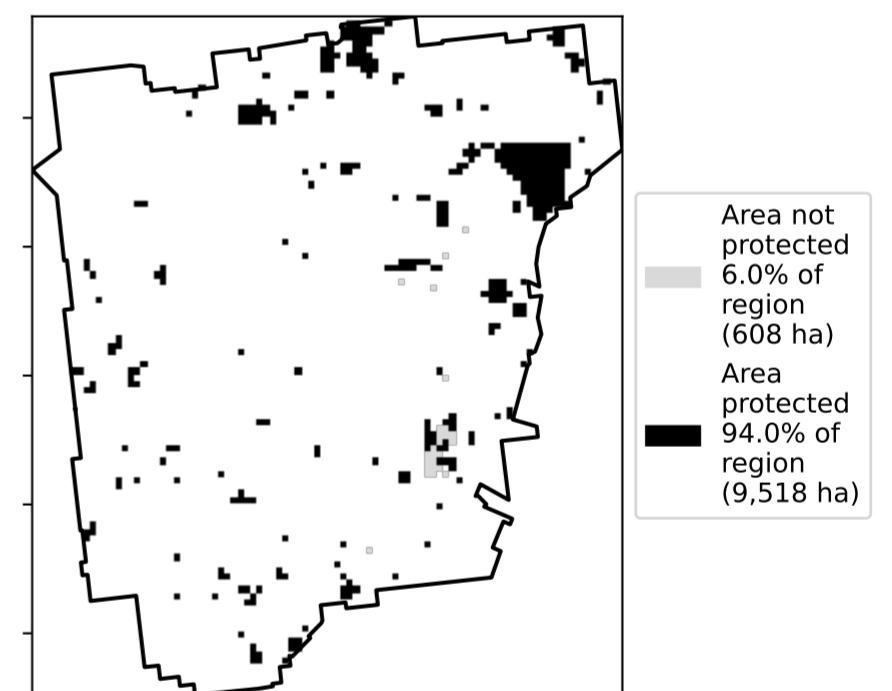 Area not
protected
6.0% of
region
(608 ha)
Area
protected
94.0% of
region
(9,518 ha)